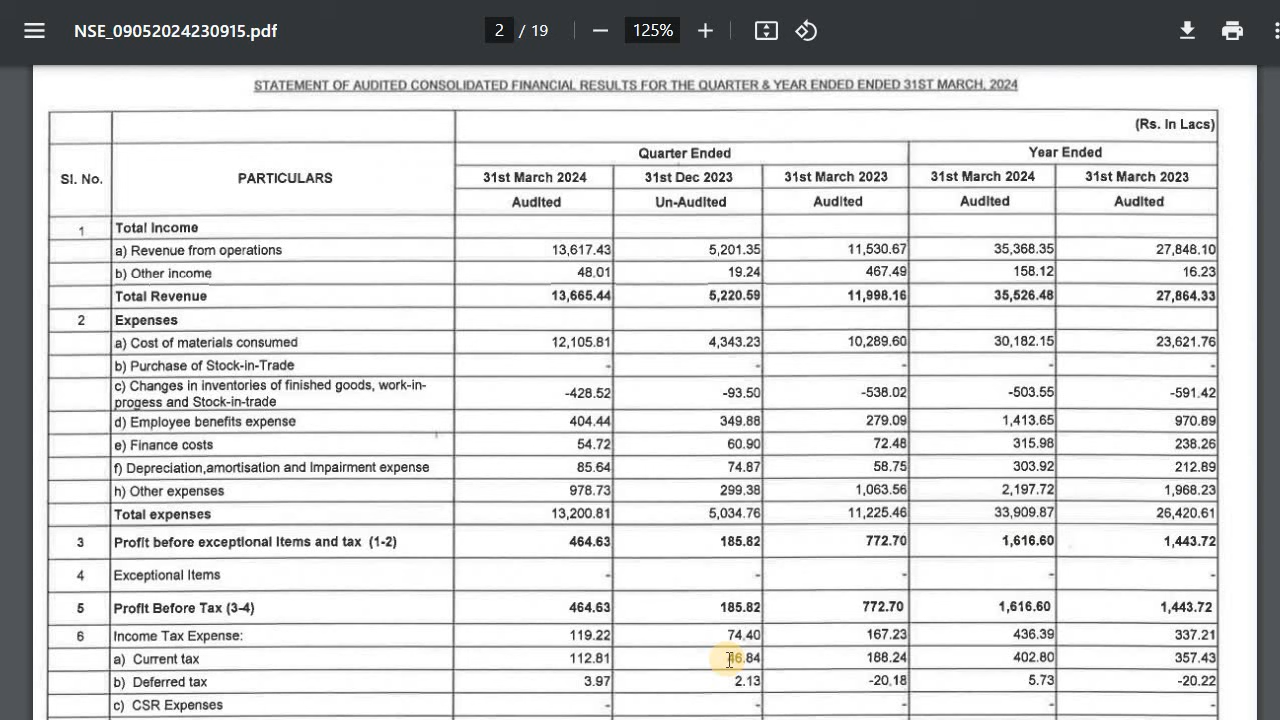 NSE_09052024230915.pdf 2 / 19 125%
STATEMENT OF AUDITED CONSOLIDATED FINANCIAL RESULTS FOR THE QUARTER & YEAR ENDED ENDED 31ST MARCH, 2024
(Rs. In Lacs)
Sl. No. PARTICULARS Quarter Ended Year Ended
31st March 2024 31st Dec 2023 31st March 2023 31st March 2024 31st March 2023
Audited Un-Audited Audited Audited Audited
1 Total Income
a) Revenue from operations 13,617.43 5,201.35 11,530.67 35,368.35 27,848.10
b) Other income 48.01 19.24 467.49 158.12 16.23
Total Revenue 13,665.44 5,220.59 11,998.16 35,526.48 27,864.33
2 Expenses
a) Cost of materials consumed 12,105.81 4,343.23 10,289.60 30,182.15 23,621.76
b) Purchase of Stock-in-Trade - - - - -
c) Changes in inventories of finished goods, work-in-
progess and Stock-in-trade -428.52 -93.50 -538.02 -503.55 -591.42
d) Employee benefits expense 404.44 349.88 279.09 1,413.65 970.89
e) Finance costs 54.72 60.90 72.48 315.98 238.26
f) Depreciation,amortisation and Impairment expense 85.64 74.87 58.75 303.92 212.89
h) Other expenses 978.73 299.38 1,063.56 2,197.72 1,968.23
Total expenses 13,200.81 5,034.76 11,225.46 33,909.87 26,420.61
3 Profit before exceptional Items and tax (1-2) 464.63 185.82 772.70 1,616.60 1,443.72
4 Exceptional Items - - - - -
5 Profit Before Tax (3-4) 464.63 185.82 772.70 1,616.60 1,443.72
6 Income Tax Expense: 119.22 74.40 167.23 436.39 337.21
a) Current tax 112.81 46.84 188.24 402.80 357.43
b) Deferred tax 3.97 2.13 -20.18 5.73 -20.22
c) CSR Expenses - - - - -